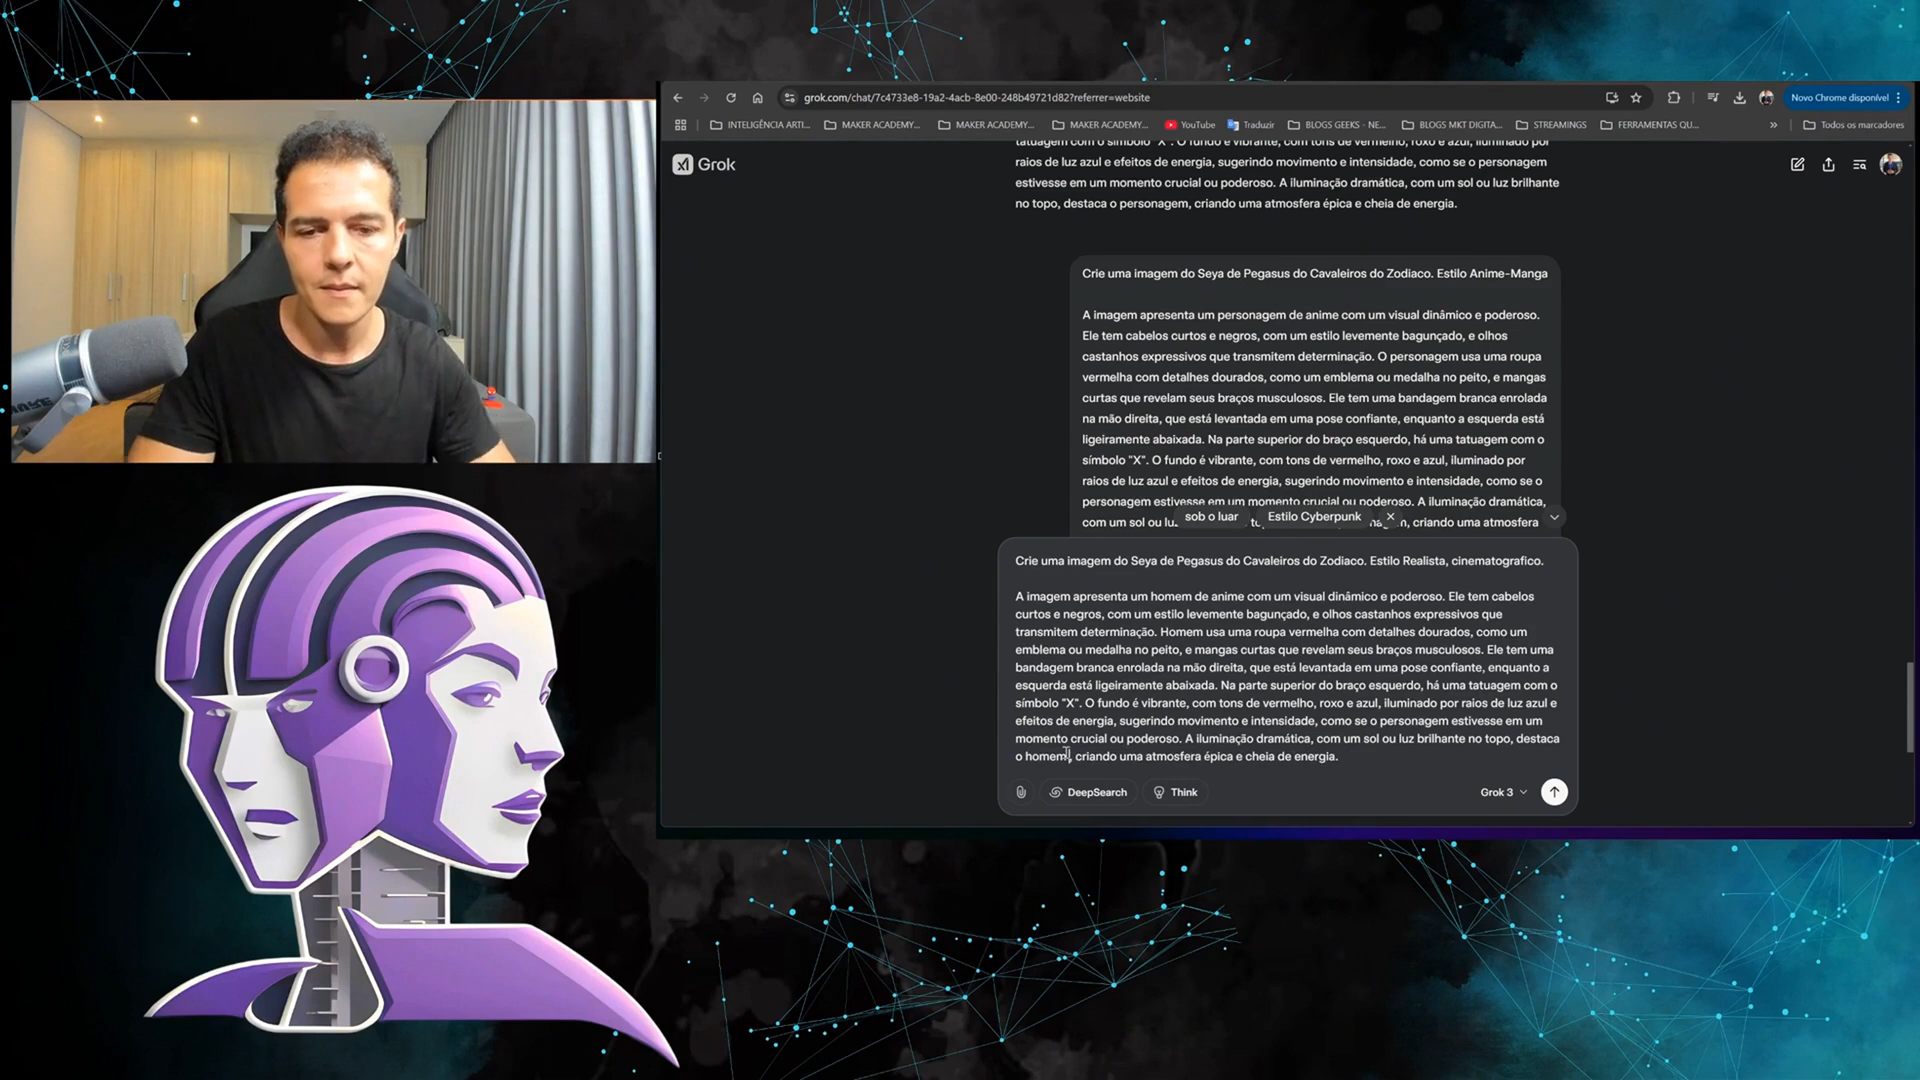 grok.com/chat/7c4733e8-19a2-4acb-8e00-248b49721d82?referrer=website
Novo Chrome disponível
INTELIGÊNCIA ARTI...
MAKER ACADEMY...
MAKER ACADEMY...
MAKER ACADEMY...
YouTube
Traduzir
BLOGS GEEKS - NE...
BLOGS MKT DIGITA...
STREAMINGS
FERRAMENTAS QU...
Todos os marcadores
Grok
tatuagem com o símbolo "X". O fundo é vibrante, com tons de vermelho, roxo e azul, iluminado por
raios de luz azul e efeitos de energia, sugerindo movimento e intensidade, como se o personagem
estivesse em um momento crucial ou poderoso. A iluminação dramática, com um sol ou luz brilhante
no topo, destaca o personagem, criando uma atmosfera épica e cheia de energia.
Crie uma imagem do Seya de Pegasus do Cavaleiros do Zodiaco. Estilo Anime-Manga
A imagem apresenta um personagem de anime com um visual dinâmico e poderoso.
Ele tem cabelos curtos e negros, com um estilo levemente bagunçado, e olhos
castanhos expressivos que transmitem determinação. O personagem usa uma roupa
vermelha com detalhes dourados, como um emblema ou medalha no peito, e mangas
curtas que revelam seus braços musculosos. Ele tem uma bandagem branca enrolada
na mão direita, que está levantada em uma pose confiante, enquanto a esquerda está
ligeiramente abaixada. Na parte superior do braço esquerdo, há uma tatuagem com o
símbolo "X". O fundo é vibrante, com tons de vermelho, roxo e azul, iluminado por
raios de luz azul e efeitos de energia, sugerindo movimento e intensidade, como se o
personagem estivesse em um momento crucial ou poderoso. A iluminação dramática,
com um sol ou criando uma atmosfera
sob o luar
Estilo Cyberpunk
Crie uma imagem do Seya de Pegasus do Cavaleiros do Zodiaco. Estilo Realista, cinematografico.
A imagem apresenta um homem de anime com um visual dinâmico e poderoso. Ele tem cabelos
curtos e negros, com um estilo levemente bagunçado, e olhos castanhos expressivos que
transmitem determinação. Homem usa uma roupa vermelha com detalhes dourados, como um
emblema ou medalha no peito, e mangas curtas que revelam seus braços musculosos. Ele tem uma
bandagem branca enrolada na mão direita, que está levantada em uma pose confiante, enquanto a
esquerda está ligeiramente abaixada. Na parte superior do braço esquerdo, há uma tatuagem com o
símbolo "X". O fundo é vibrante, com tons de vermelho, roxo e azul, iluminado por raios de luz azul e
efeitos de energia, sugerindo movimento e intensidade, como se o personagem estivesse em um
momento crucial ou poderoso. A iluminação dramática, com um sol ou luz brilhante no topo, destaca
o homem, criando uma atmosfera épica e cheia de energia.
DeepSearch
Think
Grok 3